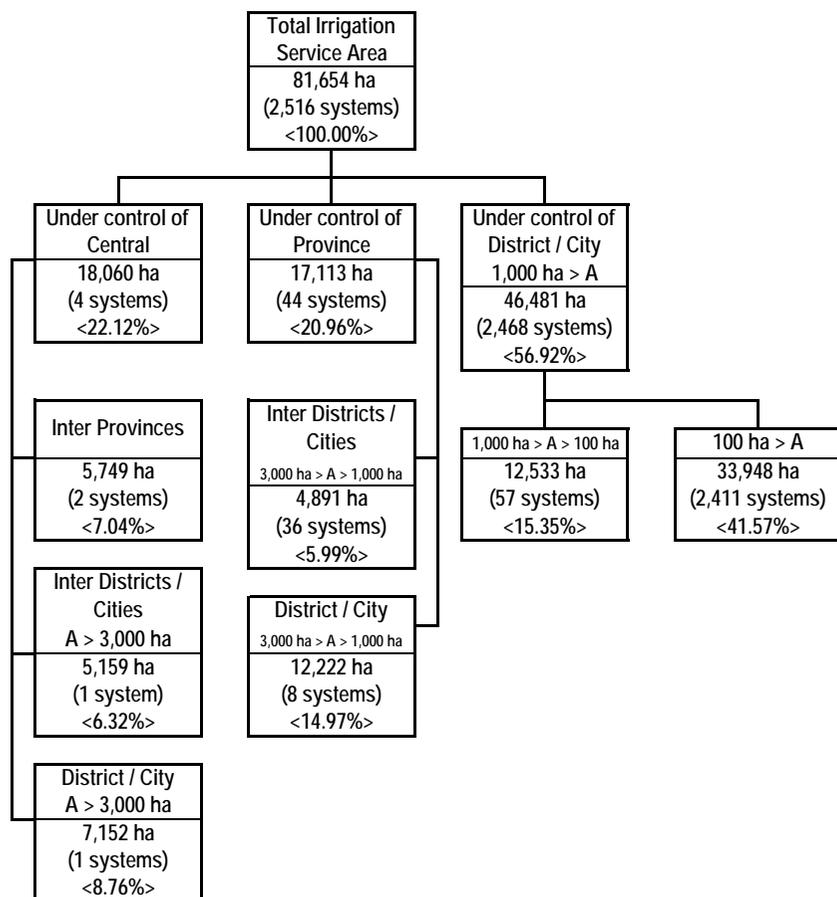 Total Irrigation
Service Area
81,654 ha
(2,516 systems)
<100.00%>
Under control of
Central
18,060 ha
(4 systems)
<22.12%>
Under control of
Province
17,113 ha
(44 systems)
<20.96%>
Under control of
District / City
1,000 ha > A
46,481 ha
(2,468 systems)
<56.92%>
Inter Provinces
5,749 ha
(2 systems)
<7.04%>
Inter Districts /
Cities
3,000 ha > A > 1,000 ha
4,891 ha
(36 systems)
<5.99%>
1,000 ha > A > 100 ha
12,533 ha
(57 systems)
<15.35%>
100 ha > A
33,948 ha
(2,411 systems)
<41.57%>
Inter Districts /
Cities
A > 3,000 ha
5,159 ha
(1 system)
<6.32%>
District / City
3,000 ha > A > 1,000 ha
12,222 ha
(8 systems)
<14.97%>
District / City
A > 3,000 ha
7,152 ha
(1 systems)
<8.76%>